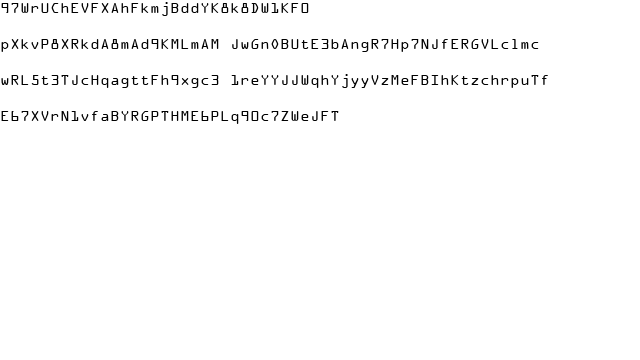 97WrUChEVFXAhFkmjBddYK8k8DW1KFO
pXkvP8XRkdA8mAd9KMLmAM JwGn0BUtE3bAngR7Hp7NJfERGVLclmc
wRL5t3TJcHqagttFh9xgc3 1reYYJJWqhYjyyVzMeFBIhKtzchrpuTf
E67XVrN1vfaBYRGPTHME6PLq9Oc7ZWeJFT